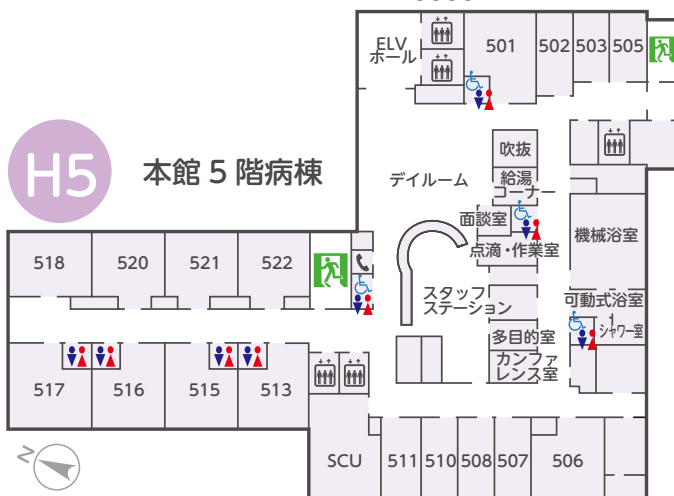 ELV
ホール
501
502
503
505
H5
本館 5 階病棟
吹抜
デイルーム
給湯
コーナー
面談室
点滴・作業室
機械浴室
518
520
521
522
スタッフ
ステーション
可動式浴室
シャワー室
多目的室
カンファ
レンス室
517
516
515
513
SCU
511
510
508
507
506
N